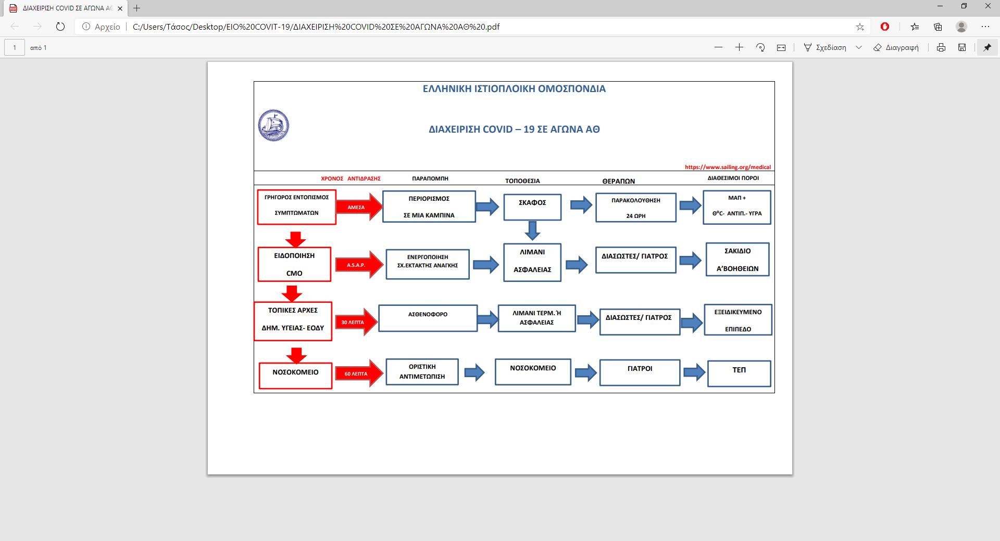 ΔΙΑΧΕΙΡΙΣΗ COVID ΣΕ ΑΓΩΝΑ ΑΘ
Αρχείο
C:/Users/Τάσος/Desktop/ΕΙΟ%20COVIT-19/ΔΙΑΧΕΙΡΙΣΗ%20COVID%20ΣΕ%20ΑΓΩΝΑ%20ΑΘ%20.pdf
1 από 1
Σχεδίαση
Διαγραφή
ΕΛΛΗΝΙΚΗ ΙΣΤΙΟΠΛΟΙΚΗ ΟΜΟΣΠΟΝΔΙΑ
ΔΙΑΧΕΙΡΙΣΗ COVID – 19 ΣΕ ΑΓΩΝΑ ΑΘ
https://www.sailing.org/medical
ΧΡΟΝΟΣ ΑΝΤΙΔΡΑΣΗΣ
ΠΑΡΑΠΟΜΠΗ
ΤΟΠΟΘΕΣΙΑ
ΘΕΡΑΠΩΝ
ΔΙΑΘΕΣΙΜΟΙ ΠΟΡΟΙ
ΓΡΗΓΟΡΟΣ ΕΝΤΟΠΙΣΜΟΣ
ΣΥΜΠΤΩΜΑΤΩΝ
ΑΜΕΣΑ
ΠΕΡΙΟΡΙΣΜΟΣ
ΣΕ ΜΙΑ ΚΑΜΠΙΝΑ
ΣΚΑΦΟΣ
ΠΑΡΑΚΟΛΟΥΘΗΣΗ
24 ΩΡΗ
ΜΑΠ +
Θ⁰C- ΑΝΤΙΠ.- ΥΓΡΑ
ΕΙΔΟΠΟΙΗΣΗ
CMO
A.S.A.P.
ΕΝΕΡΓΟΠΟΙΗΣΗ
ΣΧ.ΕΚΤΑΚΤΗΣ ΑΝΑΓΚΗΣ
ΛΙΜΑΝΙ
ΑΣΦΑΛΕΙΑΣ
ΔΙΑΣΩΣΤΕΣ/ ΓΙΑΤΡΟΣ
ΣΑΚΙΔΙΟ
Α’ΒΟΗΘΕΙΩΝ
ΤΟΠΙΚΕΣ ΑΡΧΕΣ
ΔΗΜ. ΥΓΕΙΑΣ- ΕΟΔΥ
30 ΛΕΠΤΑ
ΑΣΘΕΝΟΦΟΡΟ
ΛΙΜΑΝΙ ΤΕΡΜ. Ή
ΑΣΦΑΛΕΙΑΣ
ΔΙΑΣΩΣΤΕΣ/ ΓΙΑΤΡΟΣ
ΕΞΕΙΔΙΚΕΥΜΕΝΟ
ΕΠΙΠΕΔΟ
ΝΟΣΟΚΟΜΕΙΟ
60 ΛΕΠΤΑ
ΟΡΙΣΤΙΚΗ
ΑΝΤΙΜΕΤΩΠΙΣΗ
ΝΟΣΟΚΟΜΕΙΟ
ΓΙΑΤΡΟΙ
ΤΕΠ